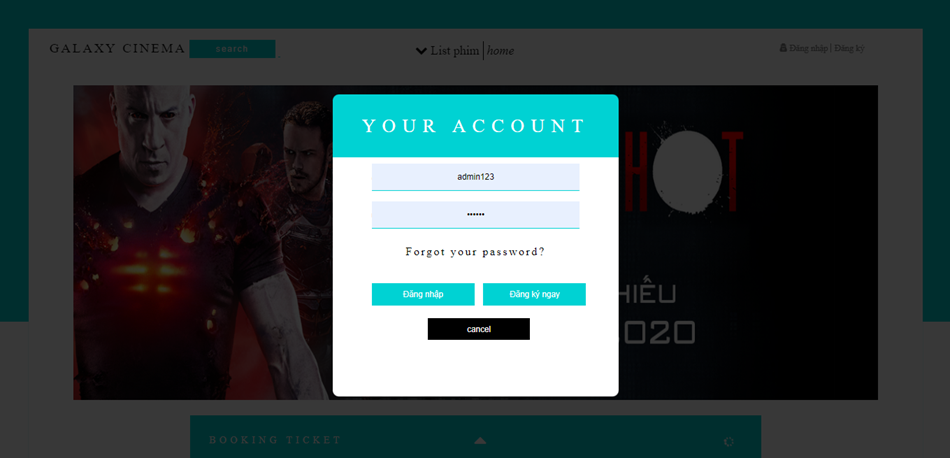 GALAXY CINEMA search List phim home Đăng nhập | Đăng ký
YOUR ACCOUNT
admin123
••••••
Forgot your password?
Đăng nhập Đăng ký ngay
cancel
HOT
HIẾU
2020
BOOKING TICKET